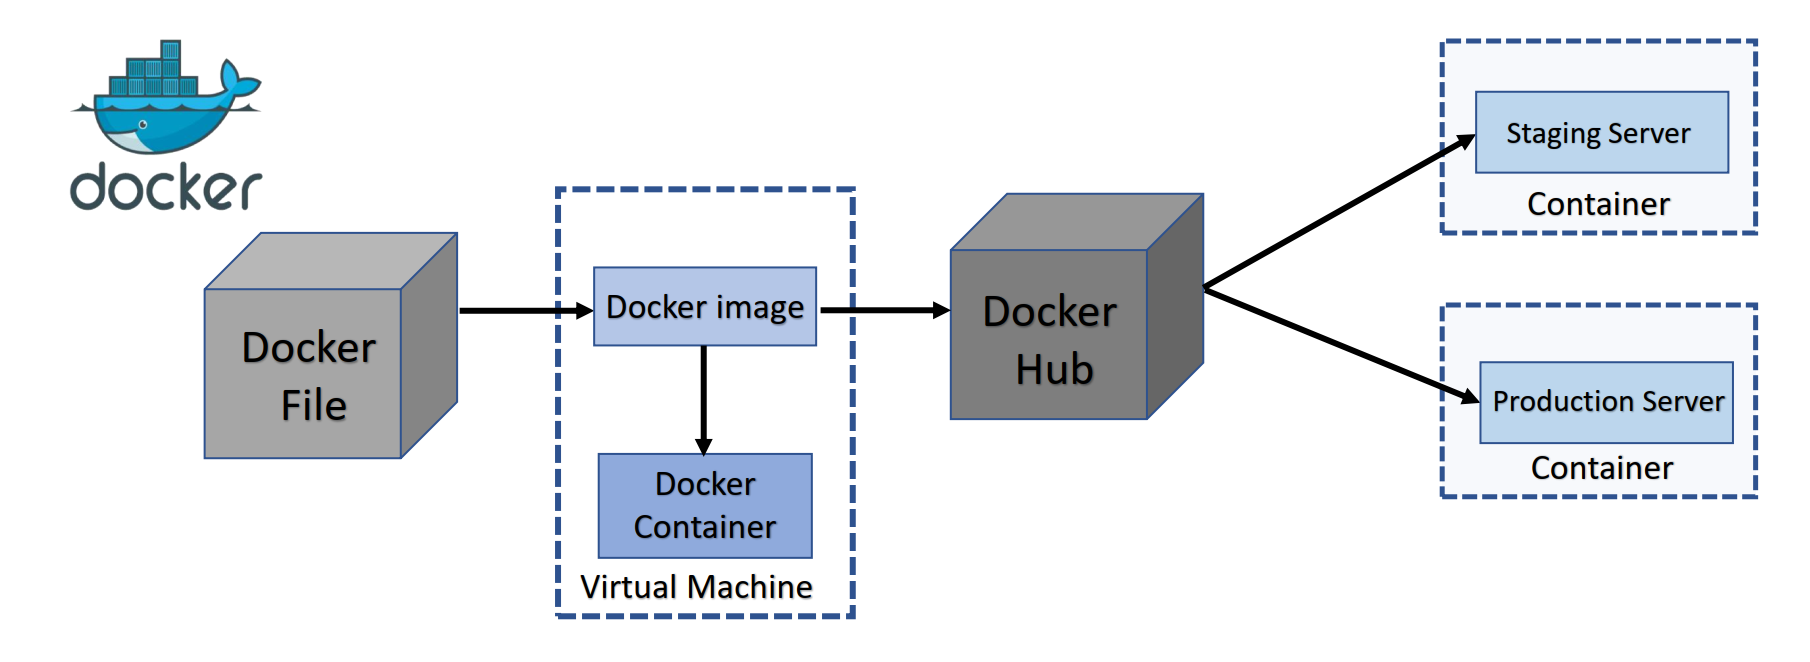 docker
Docker
File
Docker image
Docker
Container
Virtual Machine
Docker
Hub
Staging Server
Container
Production Server
Container